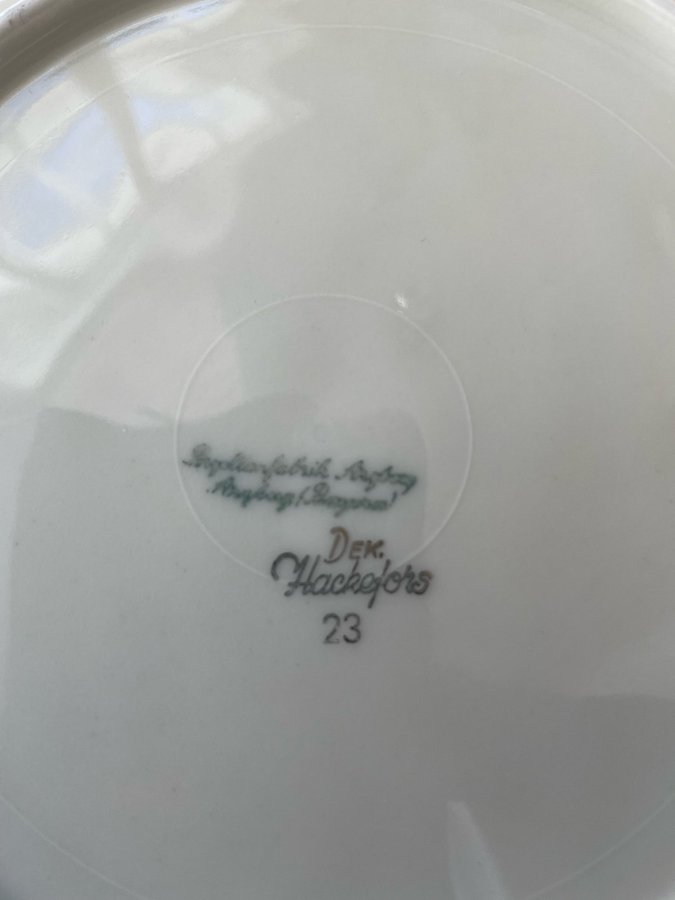 Porzellanfabrik Arzberg
Arzberg (Bayern)
DEK.
Hackefors
23